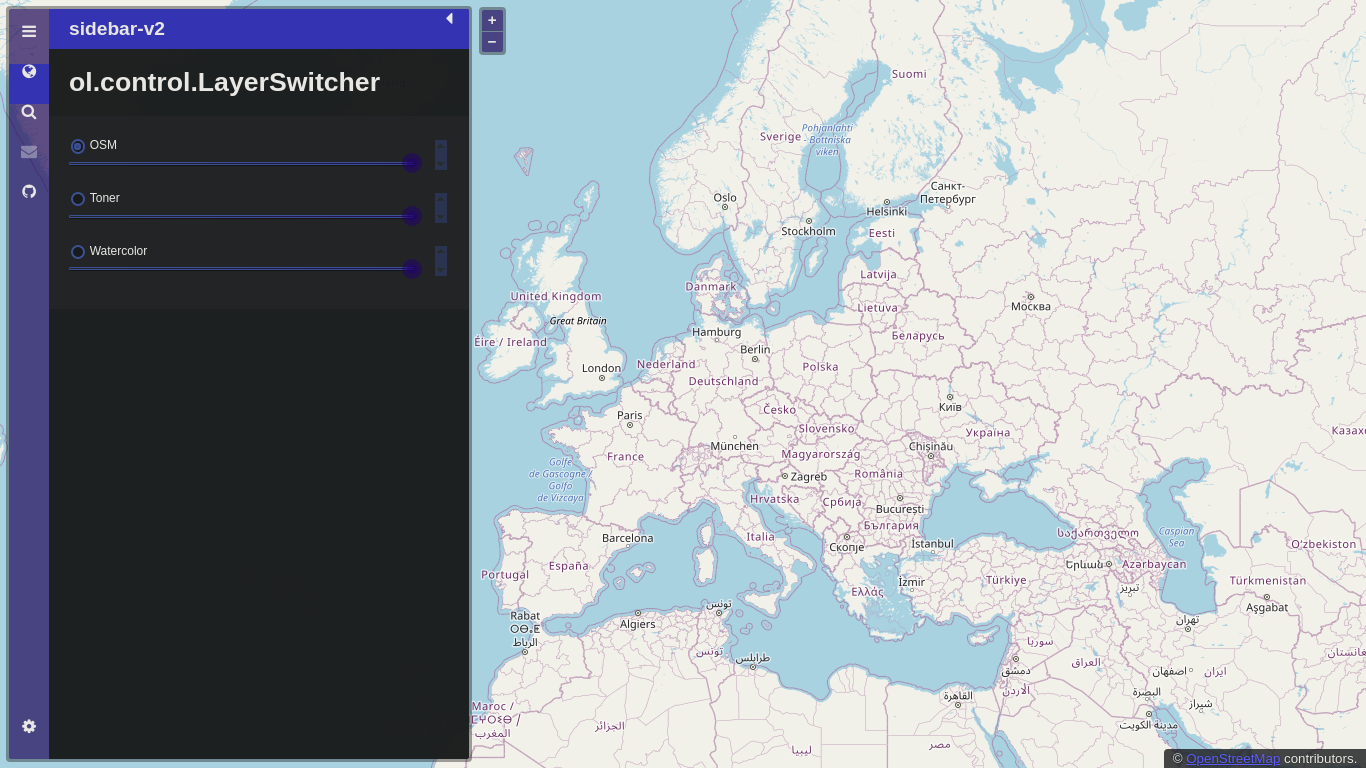 sidebar-v2
ol.control.LayerSwitcher
OSM
Toner
Watercolor
+
−
Suomi
Sverige
Pohjanlahti
- Bottniska
viken
Санкт-
Петербург
Oslo
Helsinki
Stockholm
Eesti
Latvija
Danmark
United Kingdom
Lietuva
Москва
Great Britain
Hamburg
Беларусь
Éire / Ireland
Berlin
Nederland
London
Polska
Deutschland
Česko
Київ
Paris
Slovensko
Україна
Казахс
München
Chișinău
France
Magyarország
Golfe
de Gascogne /
Golfo
de Vizcaya
Zagreb
România
Hrvatska
Србија
București
България
Caspian
Sea
Barcelona
Italia
Скопје
İstanbul
საქართველო
O'zbekiston
España
Երևան
Azərbaycan
Portugal
İzmir
Türkiye
Türkmenistan
Ελλάς
تبریز
تونس
Aşgabat
Rabat
ⵔⴱⴰⵟ
الرباط
Algiers
تهران
تونس
سوريا
طرابلس
دمشق
العراق
اصفهان
ایران
الأردن
البصرة
القاهرة
شیراز
Maroc /
ⵍⵎⵖⵔⵉⴱ /
المغرب
الجزائر
مدينة الكويت
ليبيا
مصر
© OpenStreetMap contributors.